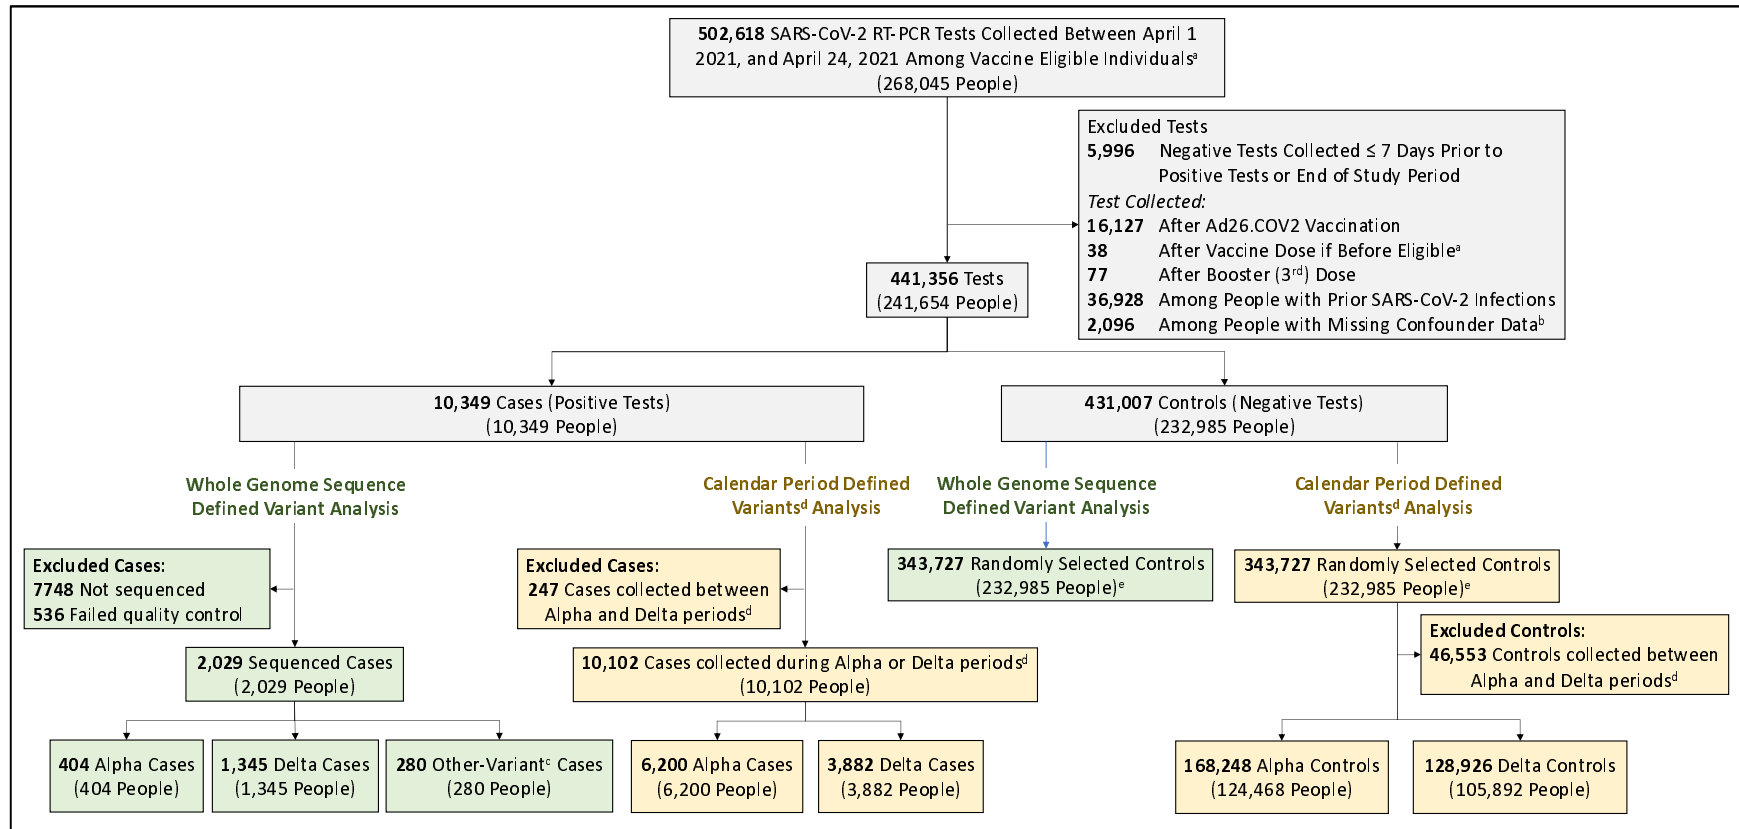 502,618 SARS-CoV-2 RT-PCR Tests Collected Between April 1
2021, and April 24, 2021 Among Vaccine Eligible Individualsᵃ
(268,045 People)
Excluded Tests
5,996 Negative Tests Collected ≤ 7 Days Prior to
Positive Tests or End of Study Period
Test Collected:
16,127 After Ad26.COV2 Vaccination
38 After Vaccine Dose if Before Eligibleᵃ
77 After Booster (3ʳᵈ) Dose
36,928 Among People with Prior SARS-CoV-2 Infections
2,096 Among People with Missing Confounder Dataᵇ
441,356 Tests
(241,654 People)
10,349 Cases (Positive Tests)
(10,349 People)
431,007 Controls (Negative Tests)
(232,985 People)
Whole Genome Sequence
Defined Variant Analysis
Calendar Period Defined
Variantsᵈ Analysis
Whole Genome Sequence
Defined Variant Analysis
Calendar Period Defined
Variantsᵈ Analysis
Excluded Cases:
7748 Not sequenced
536 Failed quality control
Excluded Cases:
247 Cases collected between
Alpha and Delta periodsᵈ
343,727 Randomly Selected Controls
(232,985 People)ᵉ
343,727 Randomly Selected Controls
(232,985 People)ᵉ
Excluded Controls:
46,553 Controls collected between
Alpha and Delta periodsᵈ
2,029 Sequenced Cases
(2,029 People)
10,102 Cases collected during Alpha or Delta periodsᵈ
(10,102 People)
404 Alpha Cases
(404 People)
1,345 Delta Cases
(1,345 People)
280 Other-Variantᶜ Cases
(280 People)
6,200 Alpha Cases
(6,200 People)
3,882 Delta Cases
(3,882 People)
168,248 Alpha Controls
(124,468 People)
128,926 Delta Controls
(105,892 People)